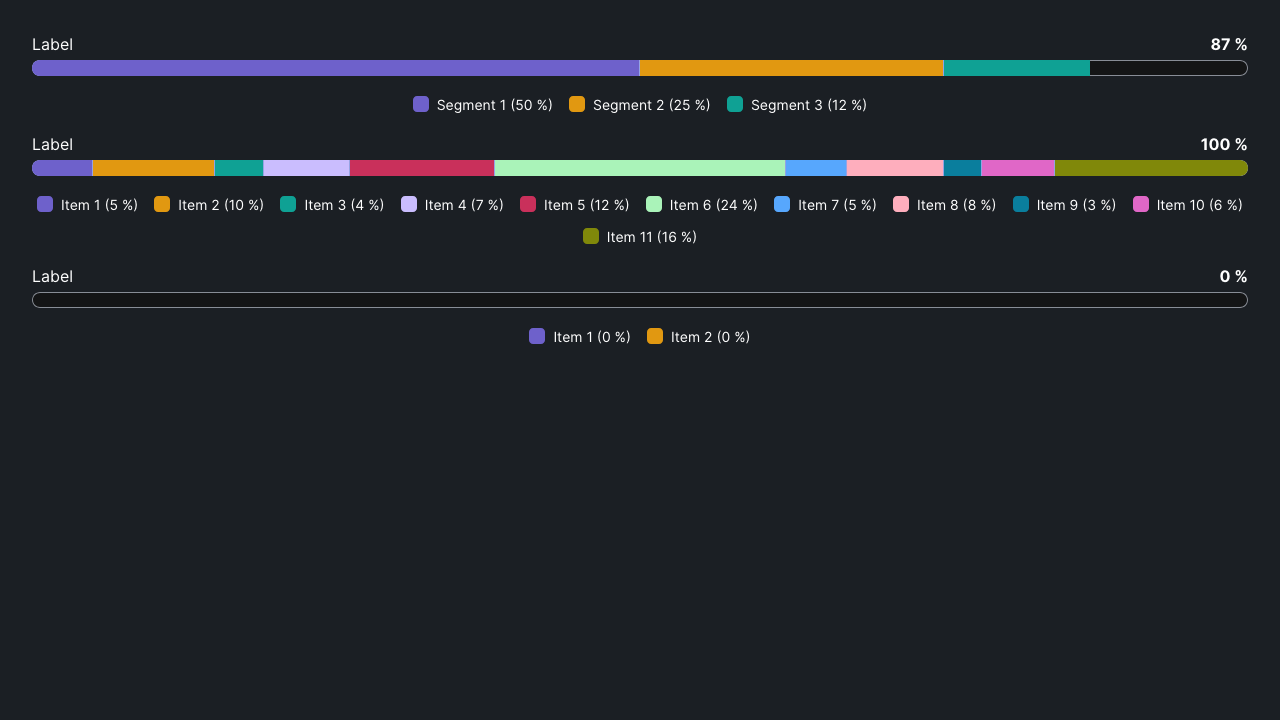 Label 87 %
Segment 1 (50 %) Segment 2 (25 %) Segment 3 (12 %)
Label 100 %
Item 1 (5 %) Item 2 (10 %) Item 3 (4 %) Item 4 (7 %) Item 5 (12 %) Item 6 (24 %) Item 7 (5 %) Item 8 (8 %) Item 9 (3 %) Item 10 (6 %)
Item 11 (16 %)
Label 0 %
Item 1 (0 %) Item 2 (0 %)